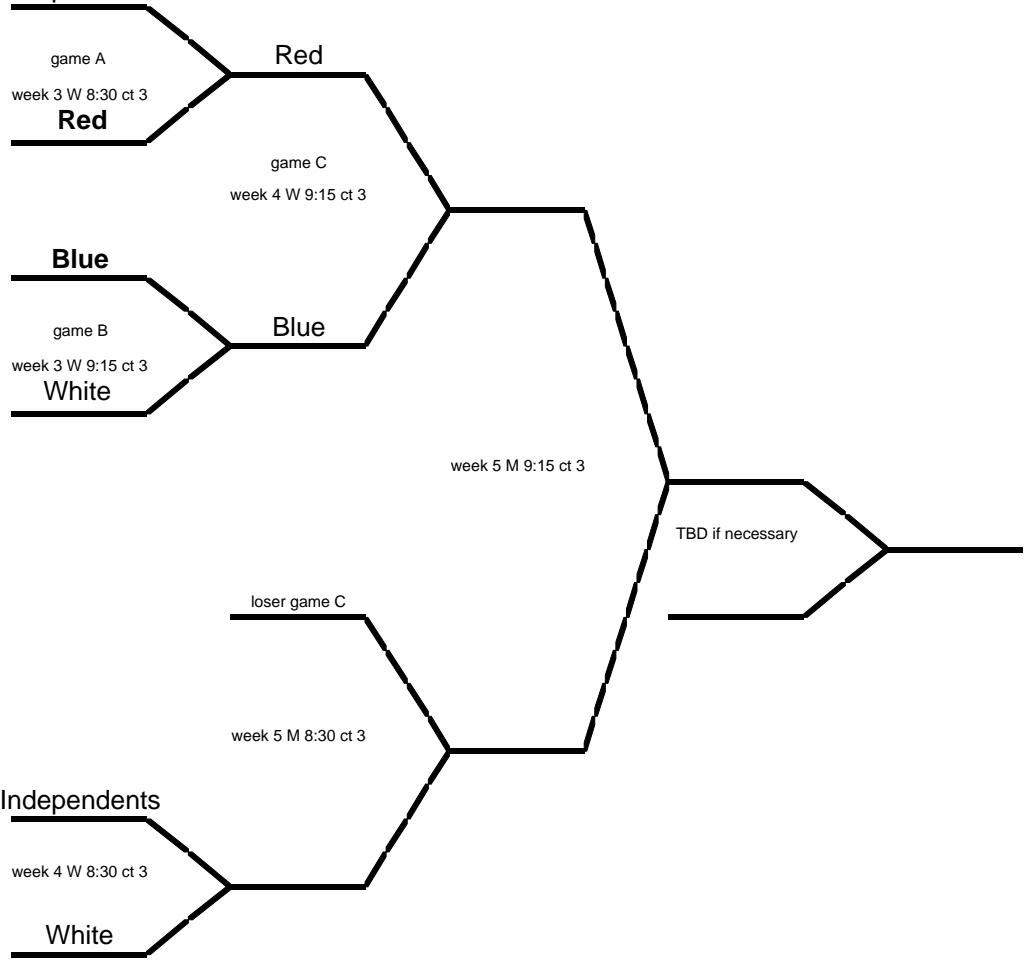 game A
Red
week 3 W 8:30 ct 3
Red
game C
week 4 W 9:15 ct 3
Blue
game B
Blue
week 3 W 9:15 ct 3
White
week 5 M 9:15 ct 3
TBD if necessary
loser game C
week 5 M 8:30 ct 3
Independents
week 4 W 8:30 ct 3
White